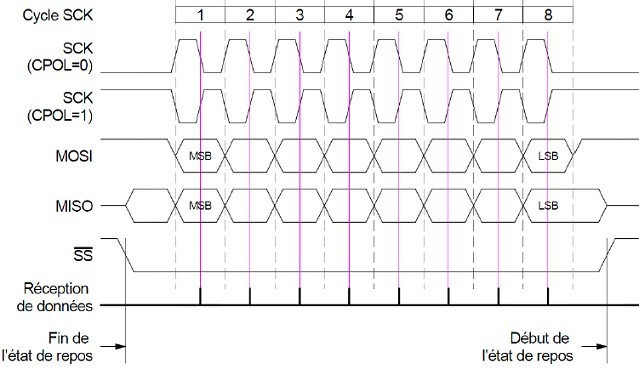 Cycle SCK 1 2 3 4 5 6 7 8
SCK
(CPOL=0)
SCK
(CPOL=1)
MOSI MSB LSB
MISO MSB LSB
SS
Réception
de données
Fin de
l'état de repos
Début de
l'état de repos